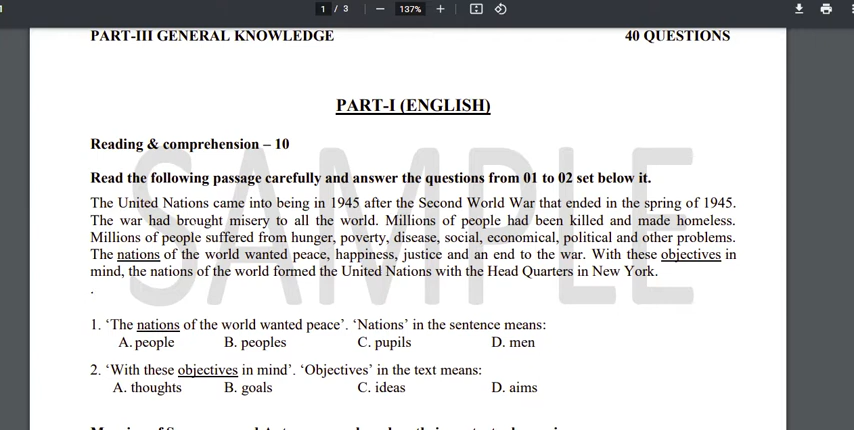 1 / 3 137%
PART-III GENERAL KNOWLEDGE 40 QUESTIONS
PART-I (ENGLISH)
Reading & comprehension – 10
Read the following passage carefully and answer the questions from 01 to 02 set below it.
The United Nations came into being in 1945 after the Second World War that ended in the spring of 1945.
The war had brought misery to all the world. Millions of people had been killed and made homeless.
Millions of people suffered from hunger, poverty, disease, social, economical, political and other problems.
The nations of the world wanted peace, happiness, justice and an end to the war. With these objectives in
mind, the nations of the world formed the United Nations with the Head Quarters in New York.
.
SAMPLE
1. ‘The nations of the world wanted peace’. ‘Nations’ in the sentence means:
A. people B. peoples C. pupils D. men
2. ‘With these objectives in mind’. ‘Objectives’ in the text means:
A. thoughts B. goals C. ideas D. aims